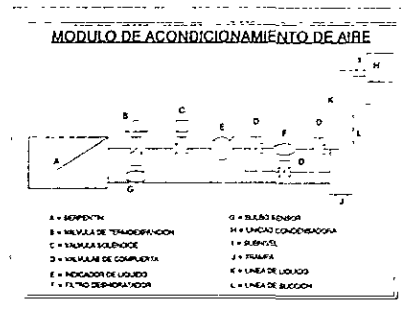 MODULO DE ACONDICIONAMIENTO DE AIRE
I
H
K
B
C
E
D
F
D
L
A
D
G
J
A = SERPENTIN
B = VALVULA DE TERMOEXPANCION
C = VALVULA SOLENOIDE
D = VALVULAS DE COMPUERTA
E = INDICADOR DE LIQUIDO
F = FILTRO DESHIDRATADOR
G = BULBO SENSOR
H = UNIDAD CONDENSADORA
I = SUBNIVEL
J = TRAMPA
K = LINEA DE LIQUIDO
L = LINEA DE SUCCION